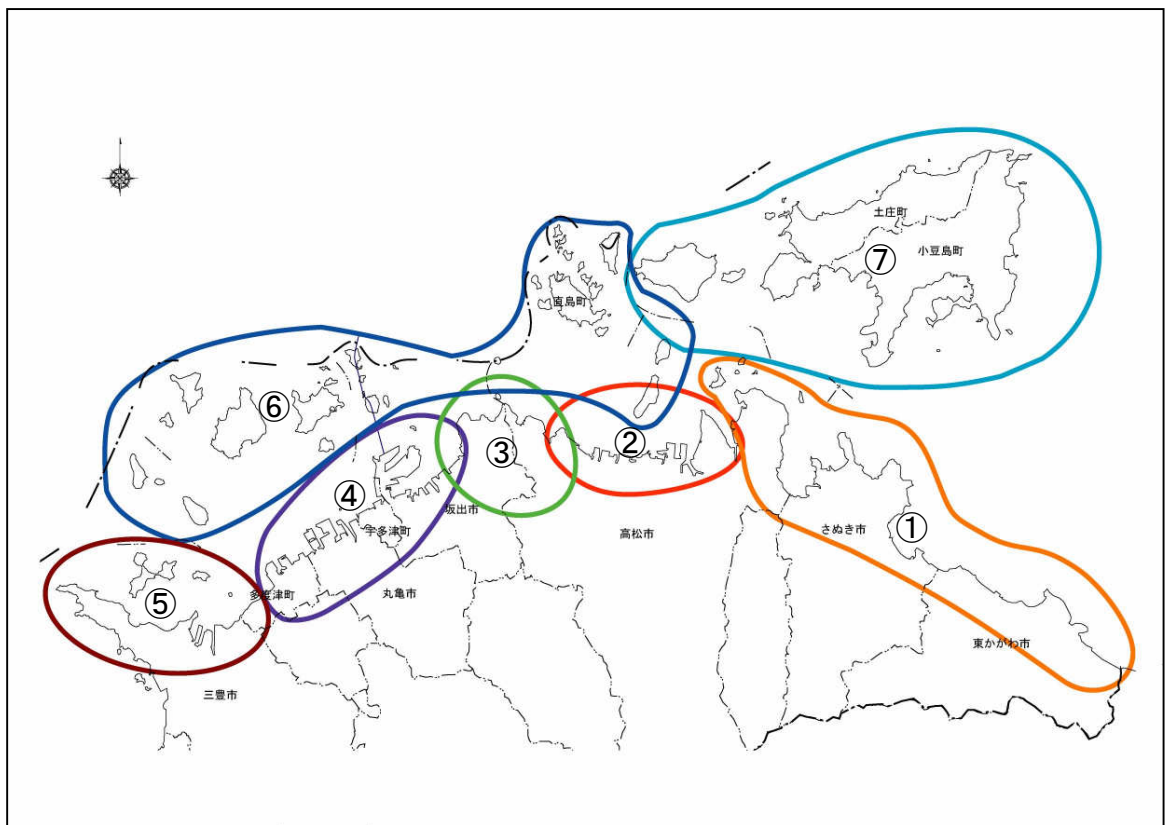 土庄町
⑦
小豆島町
直島町
⑥
②
③
④
坂出市
宇多津町
高松市
さぬき市
①
⑤
多度津町
丸亀市
東かがわ市
三豊市